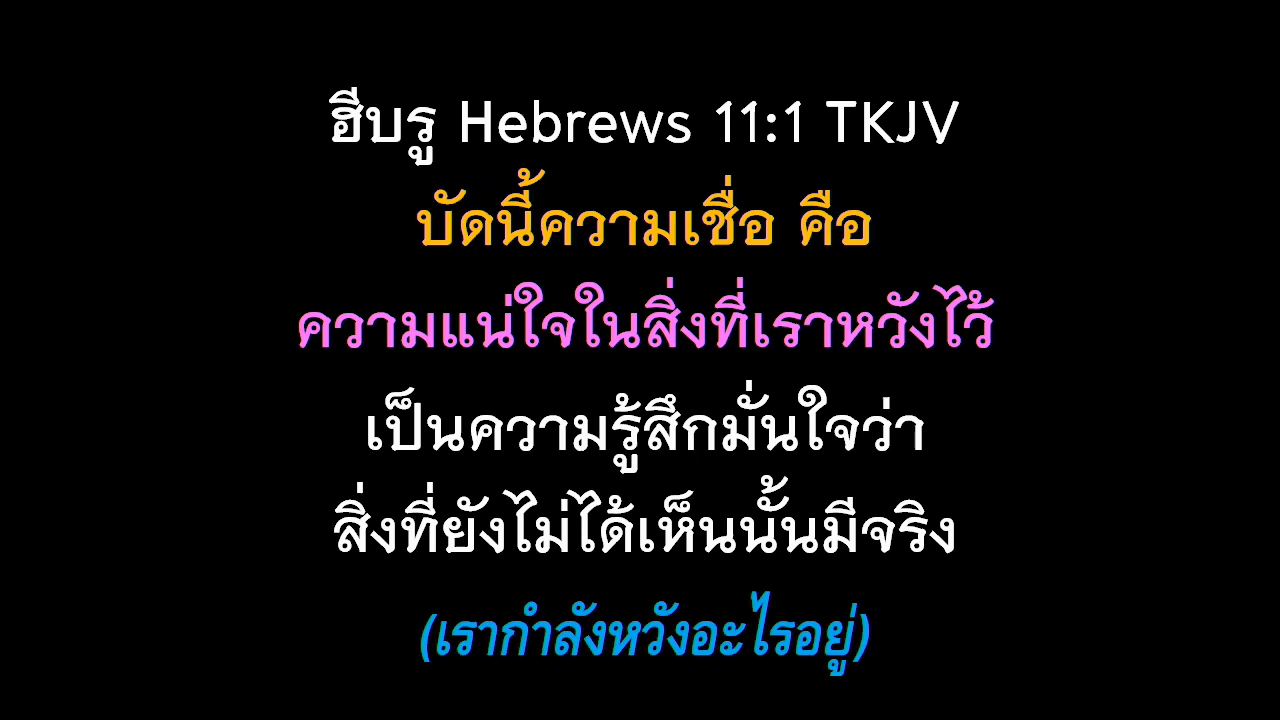 ฮีบรู Hebrews 11:1 TKJV
บัดนี้ความเชื่อ คือ
ความแน่ใจในสิ่งที่เราหวังไว้
เป็นความรู้สึกมั่นใจว่า
สิ่งที่ยังไม่ได้เห็นนั้นมีจริง
(เรากำลังหวังอะไรอยู่)